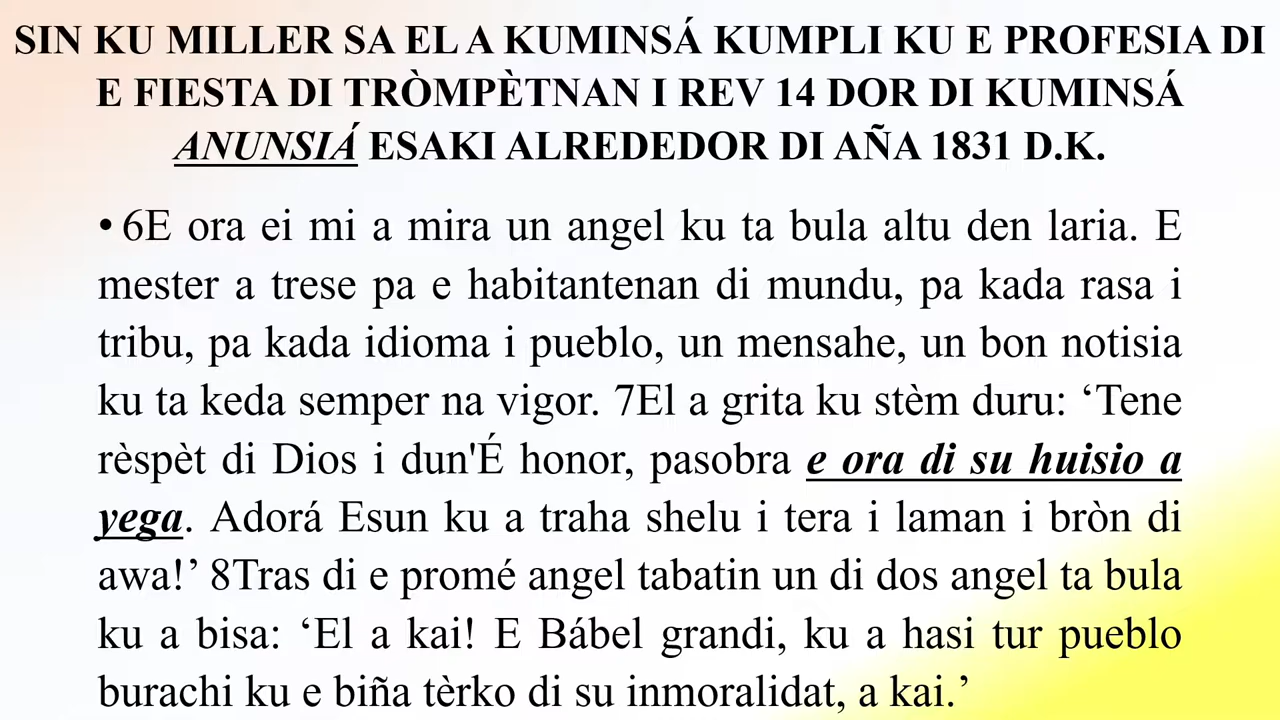 SIN KU MILLER SA EL A KUMINSÁ KUMPLI KU E PROFESIA DI
E FIESTA DI TRÒMPÈTNAN I REV 14 DOR DI KUMINSÁ
ANUNSIÁ ESAKI ALREDEDOR DI AÑA 1831 D.K.
• 6E ora ei mi a mira un angel ku ta bula altu den laria. E
mester a trese pa e habitantenan di mundu, pa kada rasa i
tribu, pa kada idioma i pueblo, un mensahe, un bon notisia
ku ta keda semper na vigor. 7El a grita ku stèm duru: ‘Tene
rèspèt di Dios i dun'É honor, pasobra e ora di su huisio a
yega. Adorá Esun ku a traha shelu i tera i laman i bròn di
awa!’ 8Tras di e promé angel tabatin un di dos angel ta bula
ku a bisa: ‘El a kai! E Bábel grandi, ku a hasi tur pueblo
burachi ku e biña tèrko di su inmoralidat, a kai.’